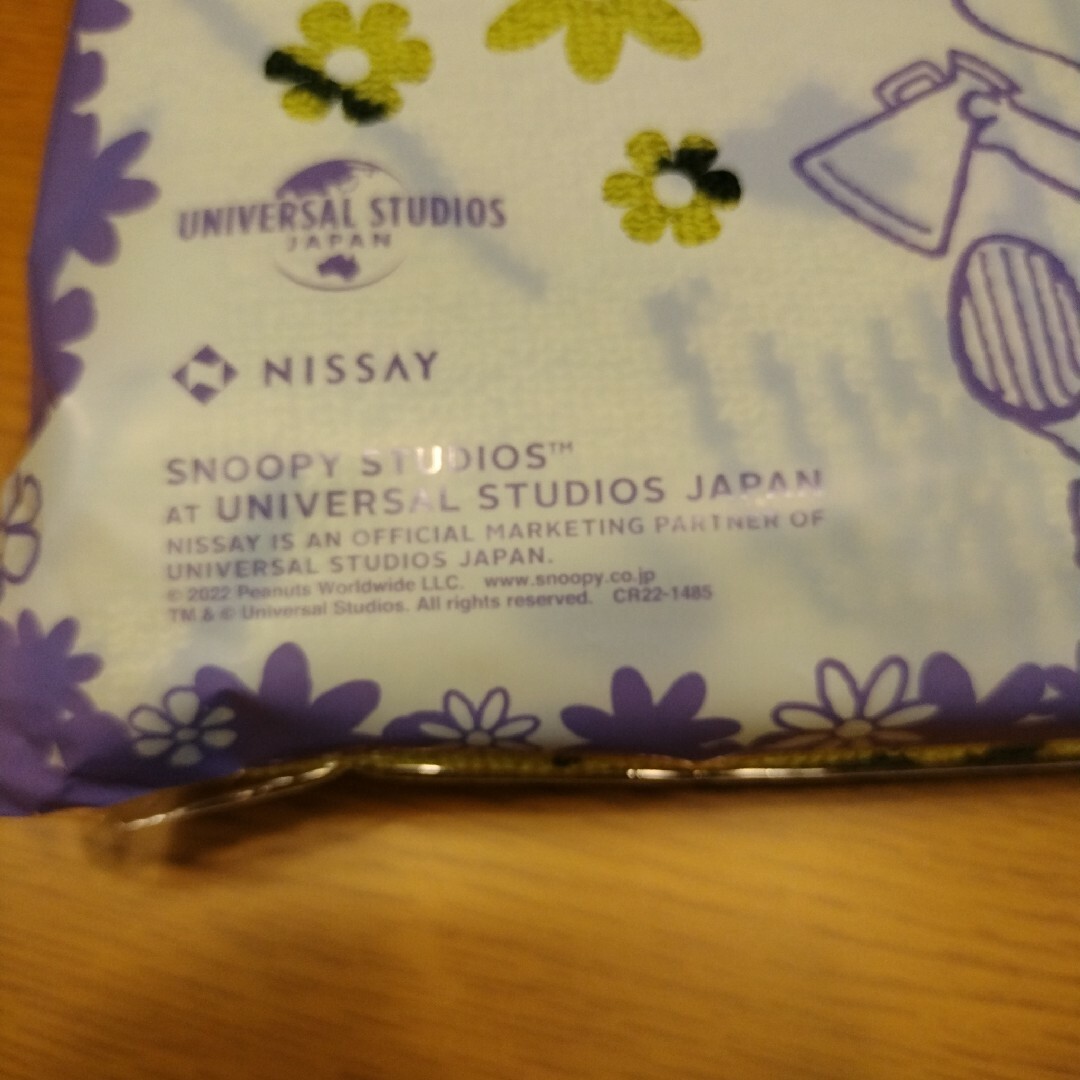 UNIVERSAL STUDIOS
JAPAN
NISSAY
SNOOPY STUDIOS™
AT UNIVERSAL STUDIOS JAPAN
NISSAY IS AN OFFICIAL MARKETING PARTNER OF
UNIVERSAL STUDIOS JAPAN.
© 2022 Peanuts Worldwide LLC. www.snoopy.co.jp
TM & © Universal Studios. All rights reserved. CR22-1485